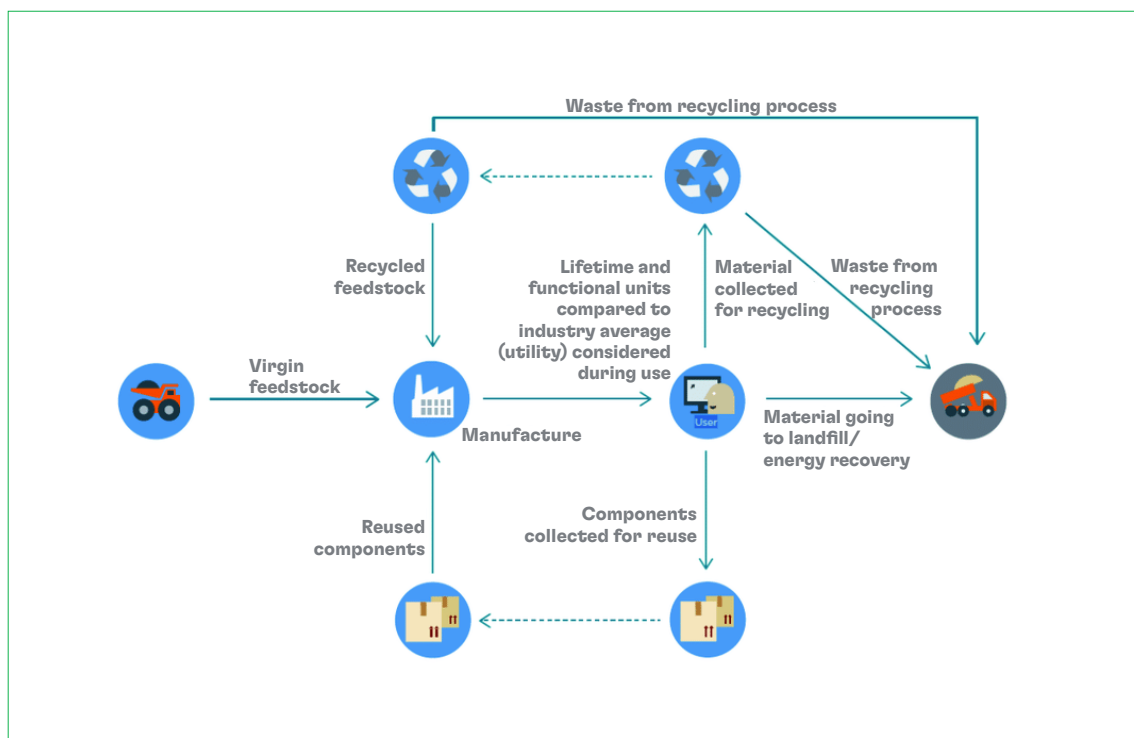 Waste from recycling process
Recycled
feedstock
Lifetime and
functional units
compared to
industry average
(utility) considered
during use
Material
collected
for recycling
Waste from
recycling
process
Virgin
feedstock
Manufacture
User
Material going
to landfill/
energy recovery
Reused
components
Components
collected for reuse